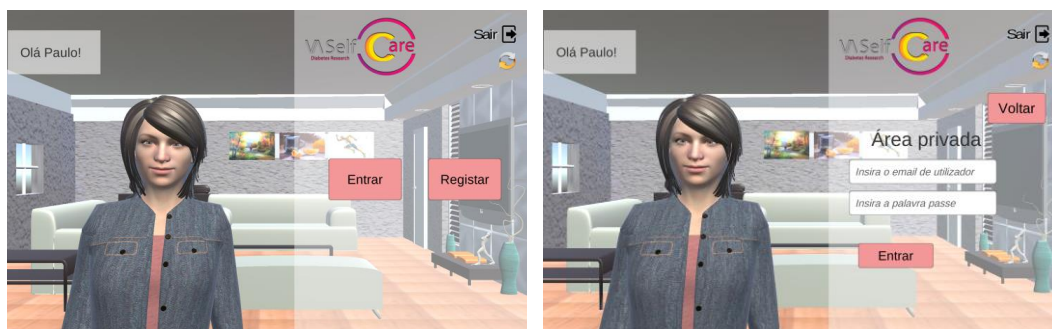 Olá Paulo!
VASelf Care
Diabetes Research
Sair
Entrar
Registar
Olá Paulo!
VASelf Care
Diabetes Research
Sair
Voltar
Área privada
Insira o email de utilizador
Insira a palavra passe
Entrar